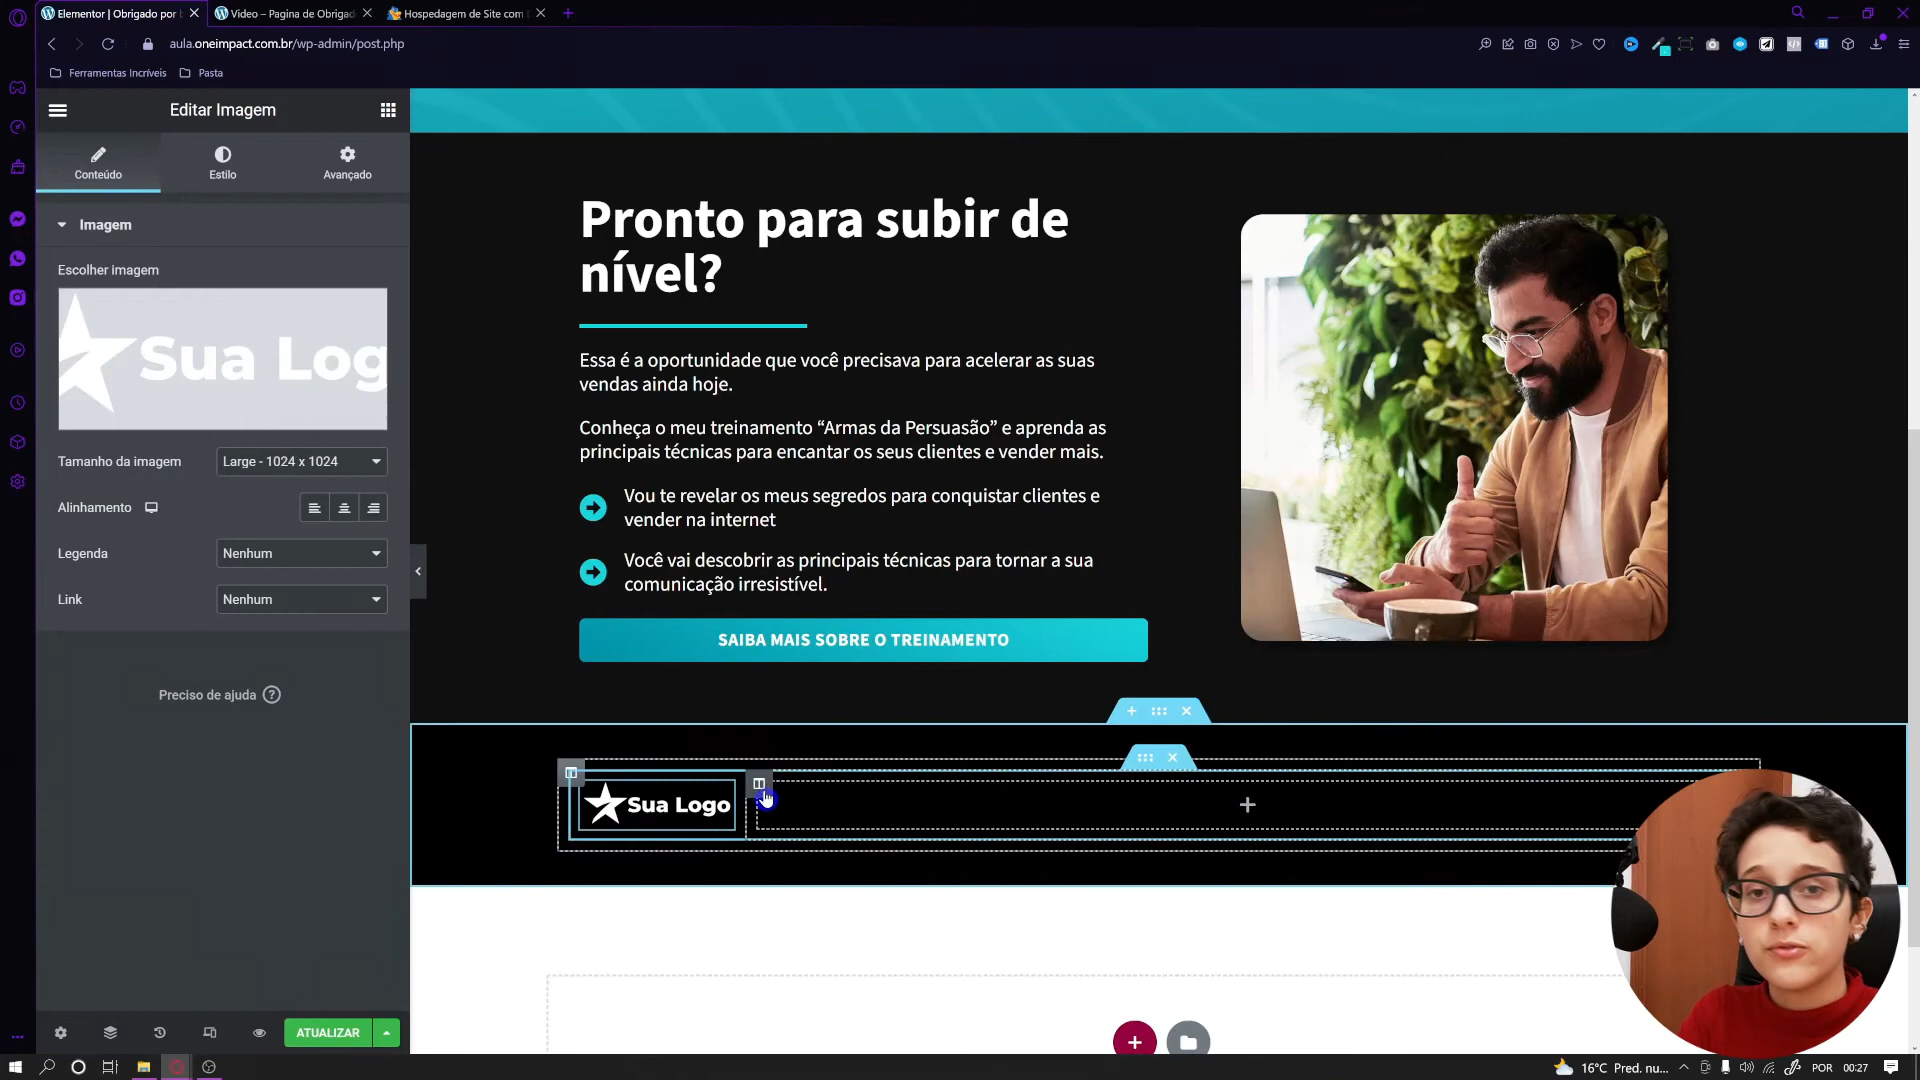 Elementor | Obrigado por
Video – Pagina de Obrigad
Hospedagem de Site com
aula.oneimpact.com.br/wp-admin/post.php
Ferramentas Incríveis
Pasta
Editar Imagem
Conteúdo
Estilo
Avançado
Imagem
Escolher imagem
Sua Logo
Tamanho da imagem
Large - 1024 x 1024
Alinhamento
Legenda
Nenhum
Link
Nenhum
Preciso de ajuda ?
ATUALIZAR
Pronto para subir de
nível?
Essa é a oportunidade que você precisava para acelerar as suas
vendas ainda hoje.
Conheça o meu treinamento “Armas da Persuasão” e aprenda as
principais técnicas para encantar os seus clientes e vender mais.
Vou te revelar os meus segredos para conquistar clientes e
vender na internet
Você vai descobrir as principais técnicas para tornar a sua
comunicação irresistível.
SAIBA MAIS SOBRE O TREINAMENTO
Sua Logo
16°C Pred. nu...
POR
00:27